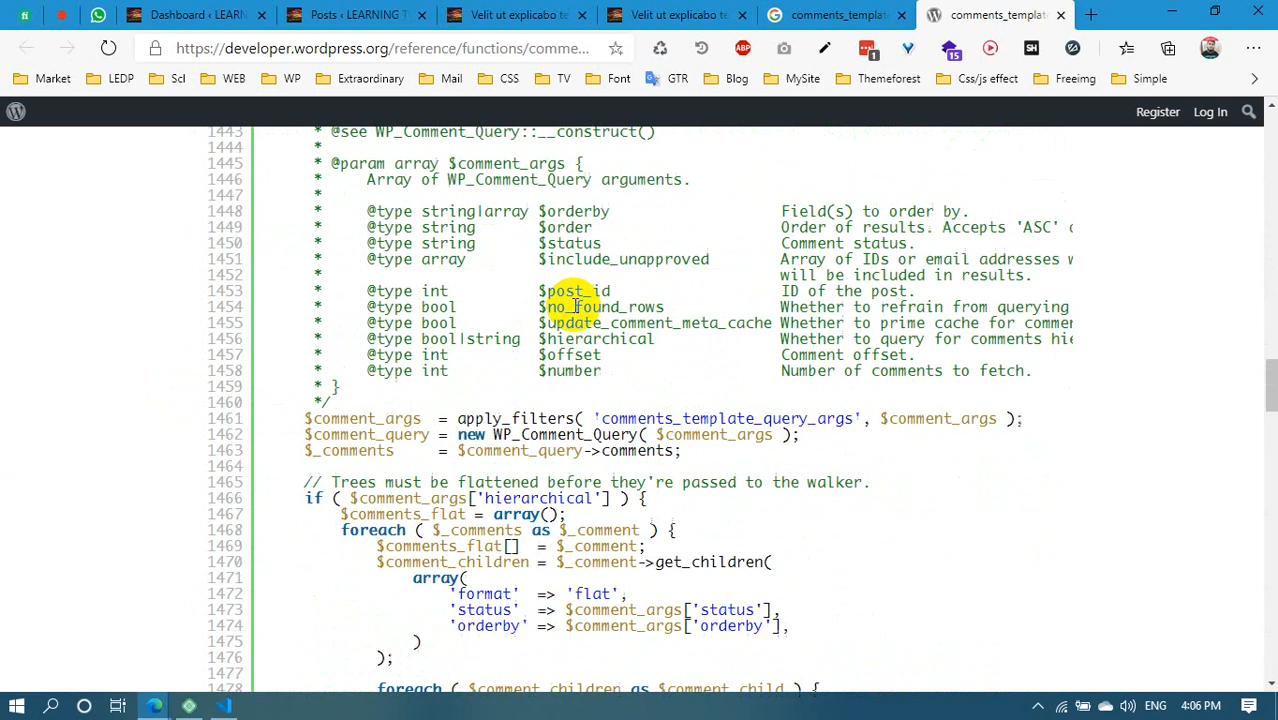 Dashboard ‹ LEARN
Posts ‹ LEARNING T
Velit ut explicabo te
Velit ut explicabo te
comments_templat
comments_templat
https://developer.wordpress.org/reference/functions/comme...
ABP
1
15
SH
Market
LEDP
Scl
WEB
WP
Extraordinary
Mail
CSS
TV
Font
GTR
Blog
MySite
Themeforest
Css/js effect
Freeimg
Simple
Register
Log In
1443 * @see WP_Comment_Query::__construct()
1444 *
1445 * @param array $comment_args {
1446 * Array of WP_Comment_Query arguments.
1447 *
1448 * @type string|array $orderby Field(s) to order by.
1449 * @type string $order Order of results. Accepts 'ASC'
1450 * @type string $status Comment status.
1451 * @type array $include_unapproved Array of IDs or email addresses
1452 * will be included in results.
1453 * @type int $post_id ID of the post.
1454 * @type bool $no_found_rows Whether to refrain from querying
1455 * @type bool $update_comment_meta_cache Whether to prime cache for commen
1456 * @type bool|string $hierarchical Whether to query for comments hie
1457 * @type int $offset Comment offset.
1458 * @type int $number Number of comments to fetch.
1459 * }
1460 */
1461 $comment_args = apply_filters( 'comments_template_query_args', $comment_args );
1462 $comment_query = new WP_Comment_Query( $comment_args );
1463 $_comments = $comment_query->comments;
1464
1465 // Trees must be flattened before they're passed to the walker.
1466 if ( $comment_args['hierarchical'] ) {
1467 $comments_flat = array();
1468 foreach ( $_comments as $_comment ) {
1469 $comments_flat[] = $_comment;
1470 $comment_children = $_comment->get_children(
1471 array(
1472 'format' => 'flat',
1473 'status' => $comment_args['status'],
1474 'orderby' => $comment_args['orderby'],
1475 )
1476 );
1477
1478 foreach ( $comment_children as $comment_child ) {
ENG
4:06 PM